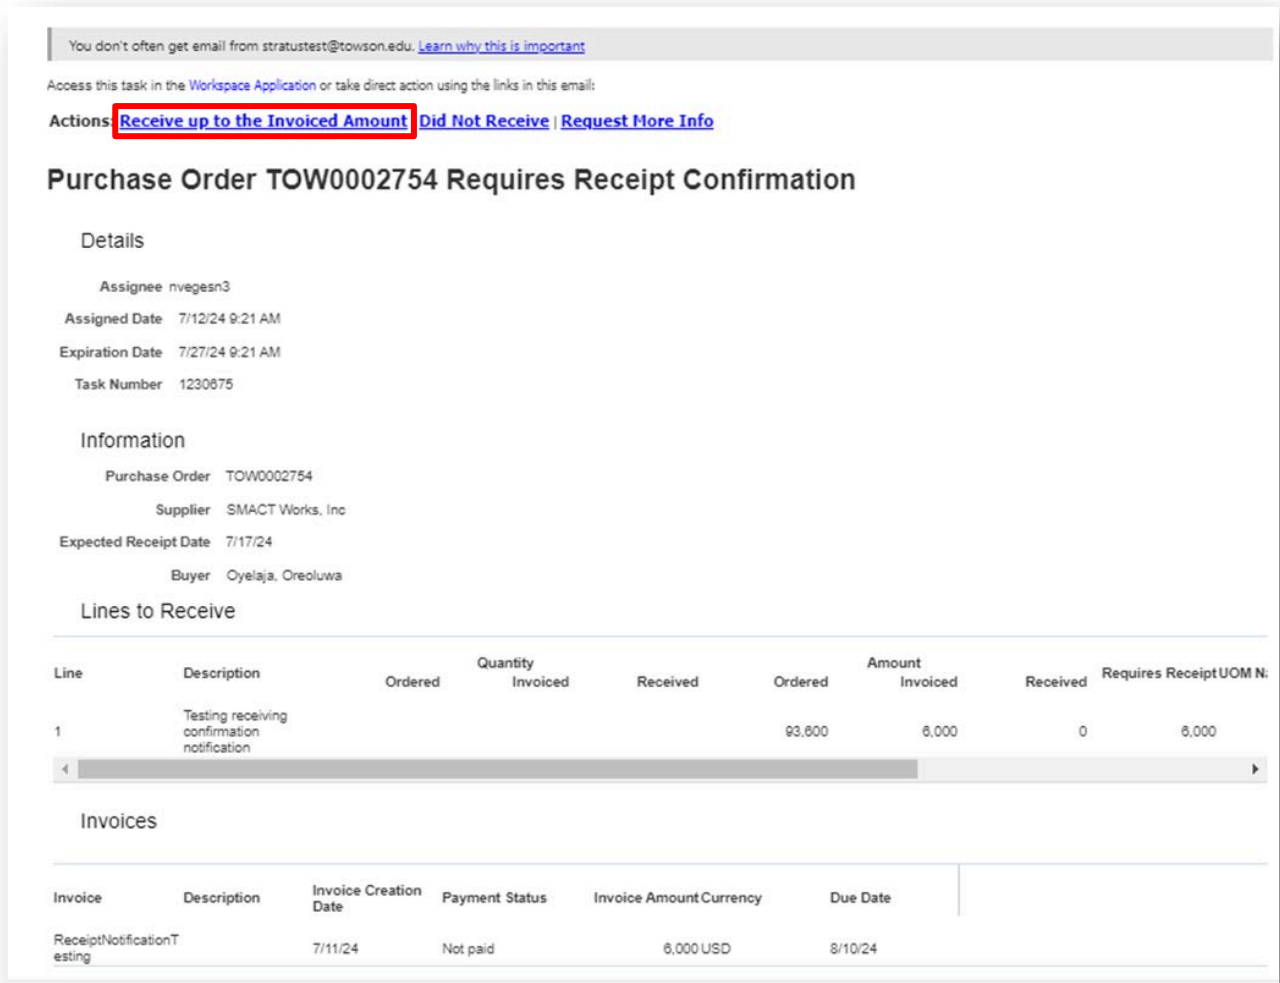 You don't often get email from stratustest@towson.edu. Learn why this is important
Access this task in the Workspace Application or take direct action using the links in this email:
Actions: Receive up to the Invoiced Amount Did Not Receive | Request More Info
Purchase Order TOW0002754 Requires Receipt Confirmation
Details
Assignee nvegesn3
Assigned Date 7/12/24 9:21 AM
Expiration Date 7/27/24 9:21 AM
Task Number 1230675
Information
Purchase Order TOW0002754
Supplier SMACT Works, Inc
Expected Receipt Date 7/17/24
Buyer Oyelaja, Oreoluwa
Lines to Receive
Quantity Amount
Line Description Ordered Invoiced Received Ordered Invoiced Received Requires Receipt UOM Na
Testing receiving
1 confirmation 93,600 6,000 0 6,000
notification
Invoices
Invoice Description Invoice Creation Payment Status Invoice Amount Currency Due Date
Date
ReceiptNotificationT 7/11/24 Not paid 6,000 USD 8/10/24
esting